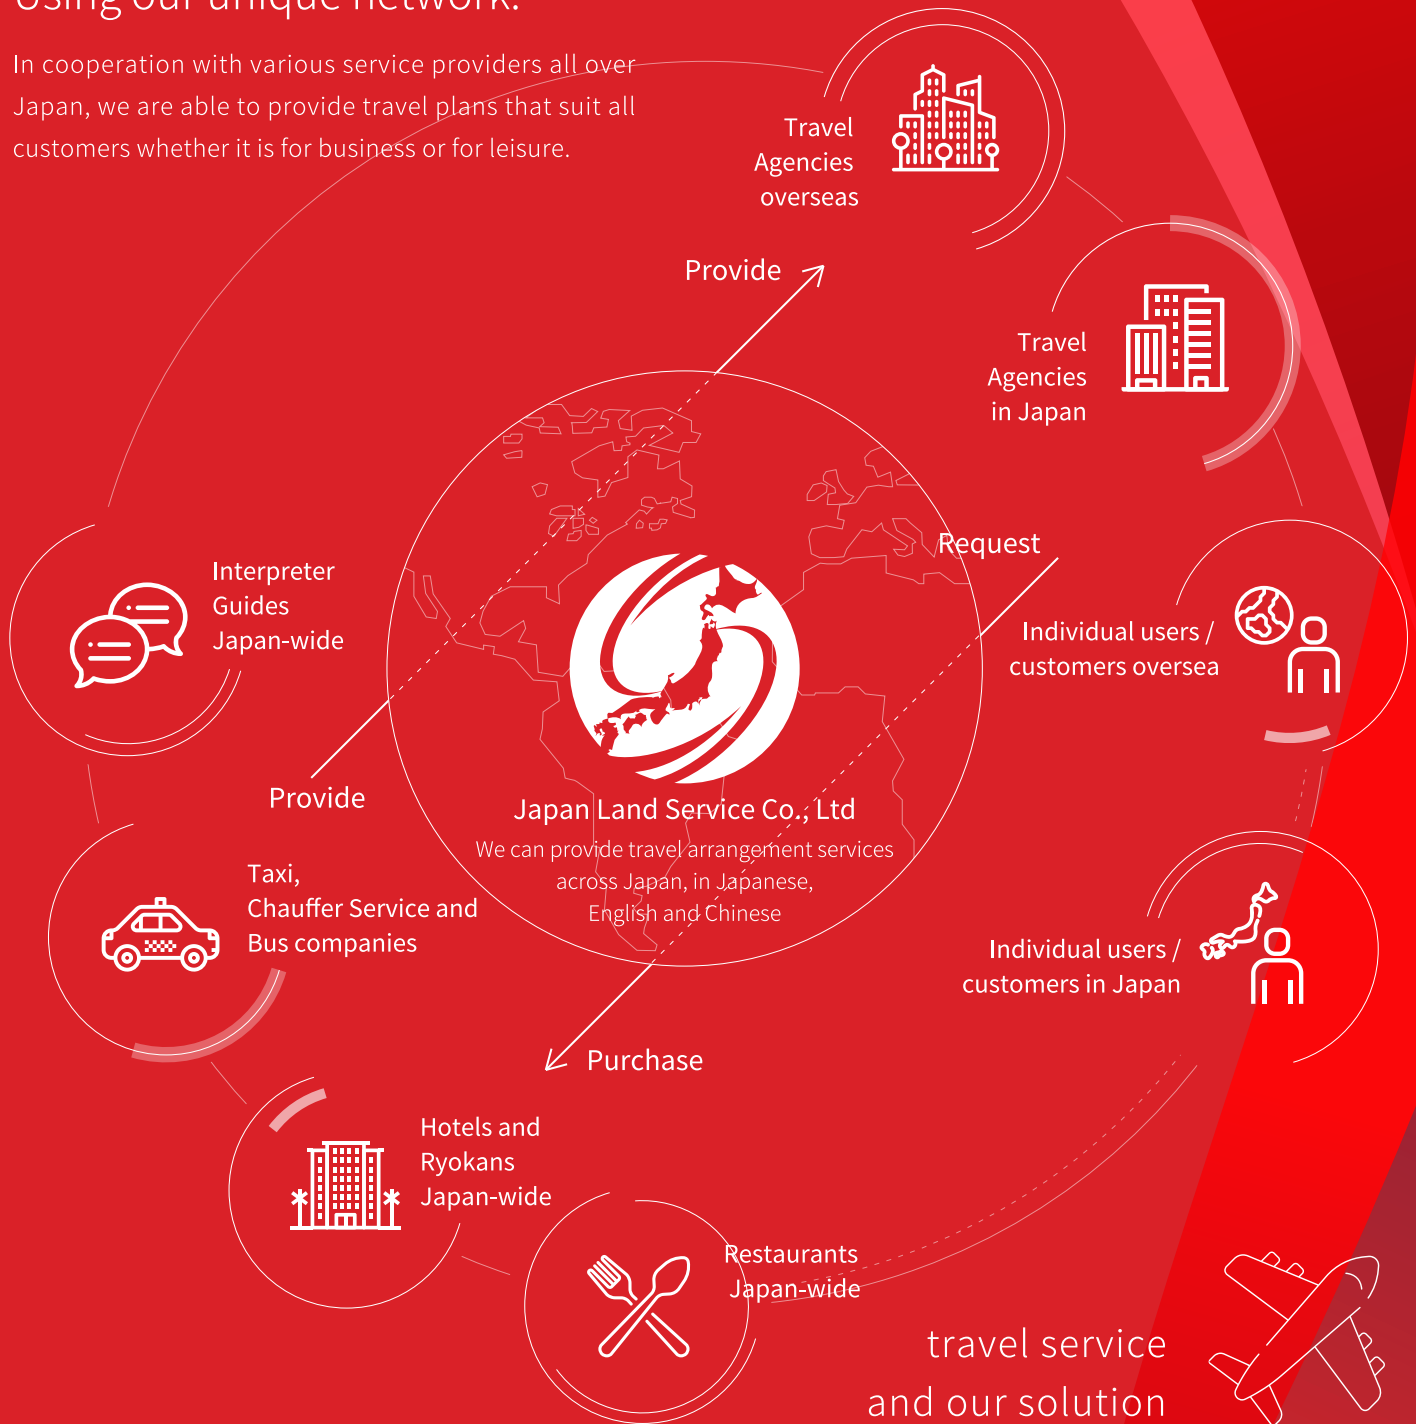 Using our unique network.
In cooperation with various service providers all over
Japan, we are able to provide travel plans that suit all
customers whether it is for business or for leisure.
Travel
Agencies
overseas
Provide
Travel
Agencies
in Japan
Request
Interpreter
Guides
Japan-wide
Individual users /
customers oversea
Provide
Japan Land Service Co., Ltd
We can provide travel arrangement services
across Japan, in Japanese,
English and Chinese
Taxi,
Chauffer Service and
Bus companies
Individual users /
customers in Japan
Purchase
Hotels and
Ryokans
Japan-wide
Restaurants
Japan-wide
travel service
and our solution